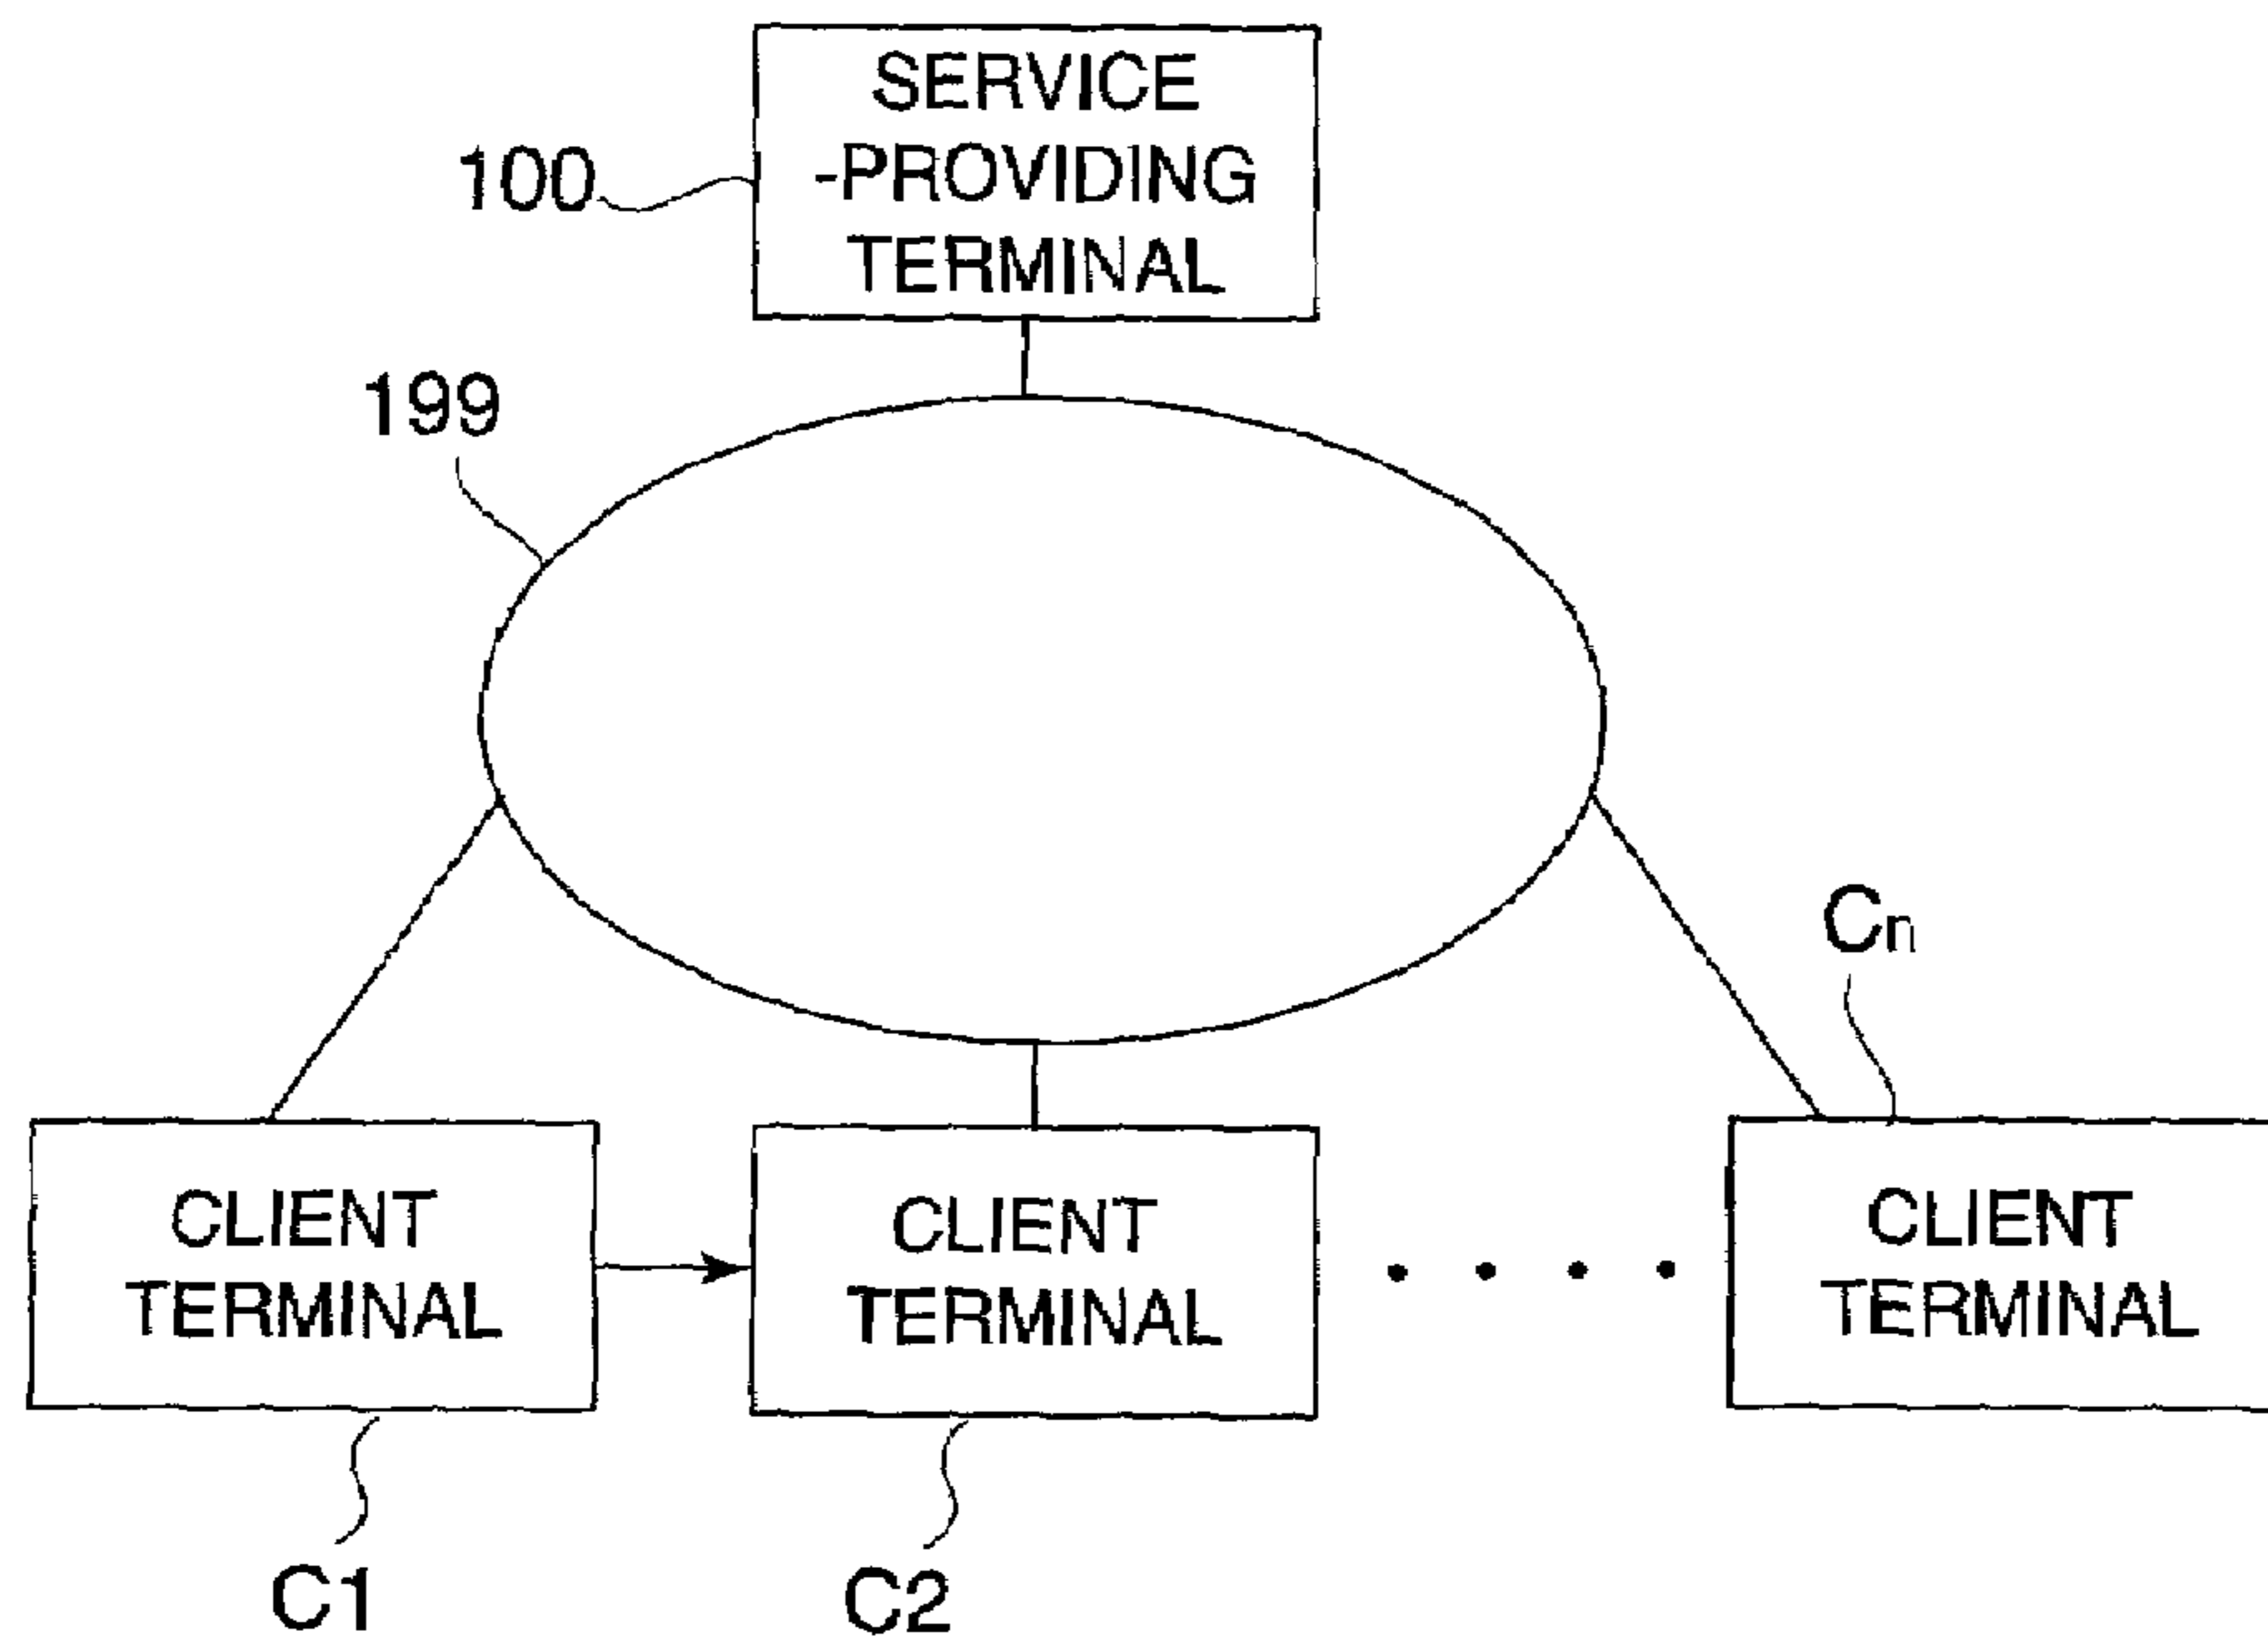 SERVICE
-PROVIDING
TERMINAL
100
199
Cn
CLIENT
TERMINAL
CLIENT
TERMINAL
CLIENT
TERMINAL
C1
C2